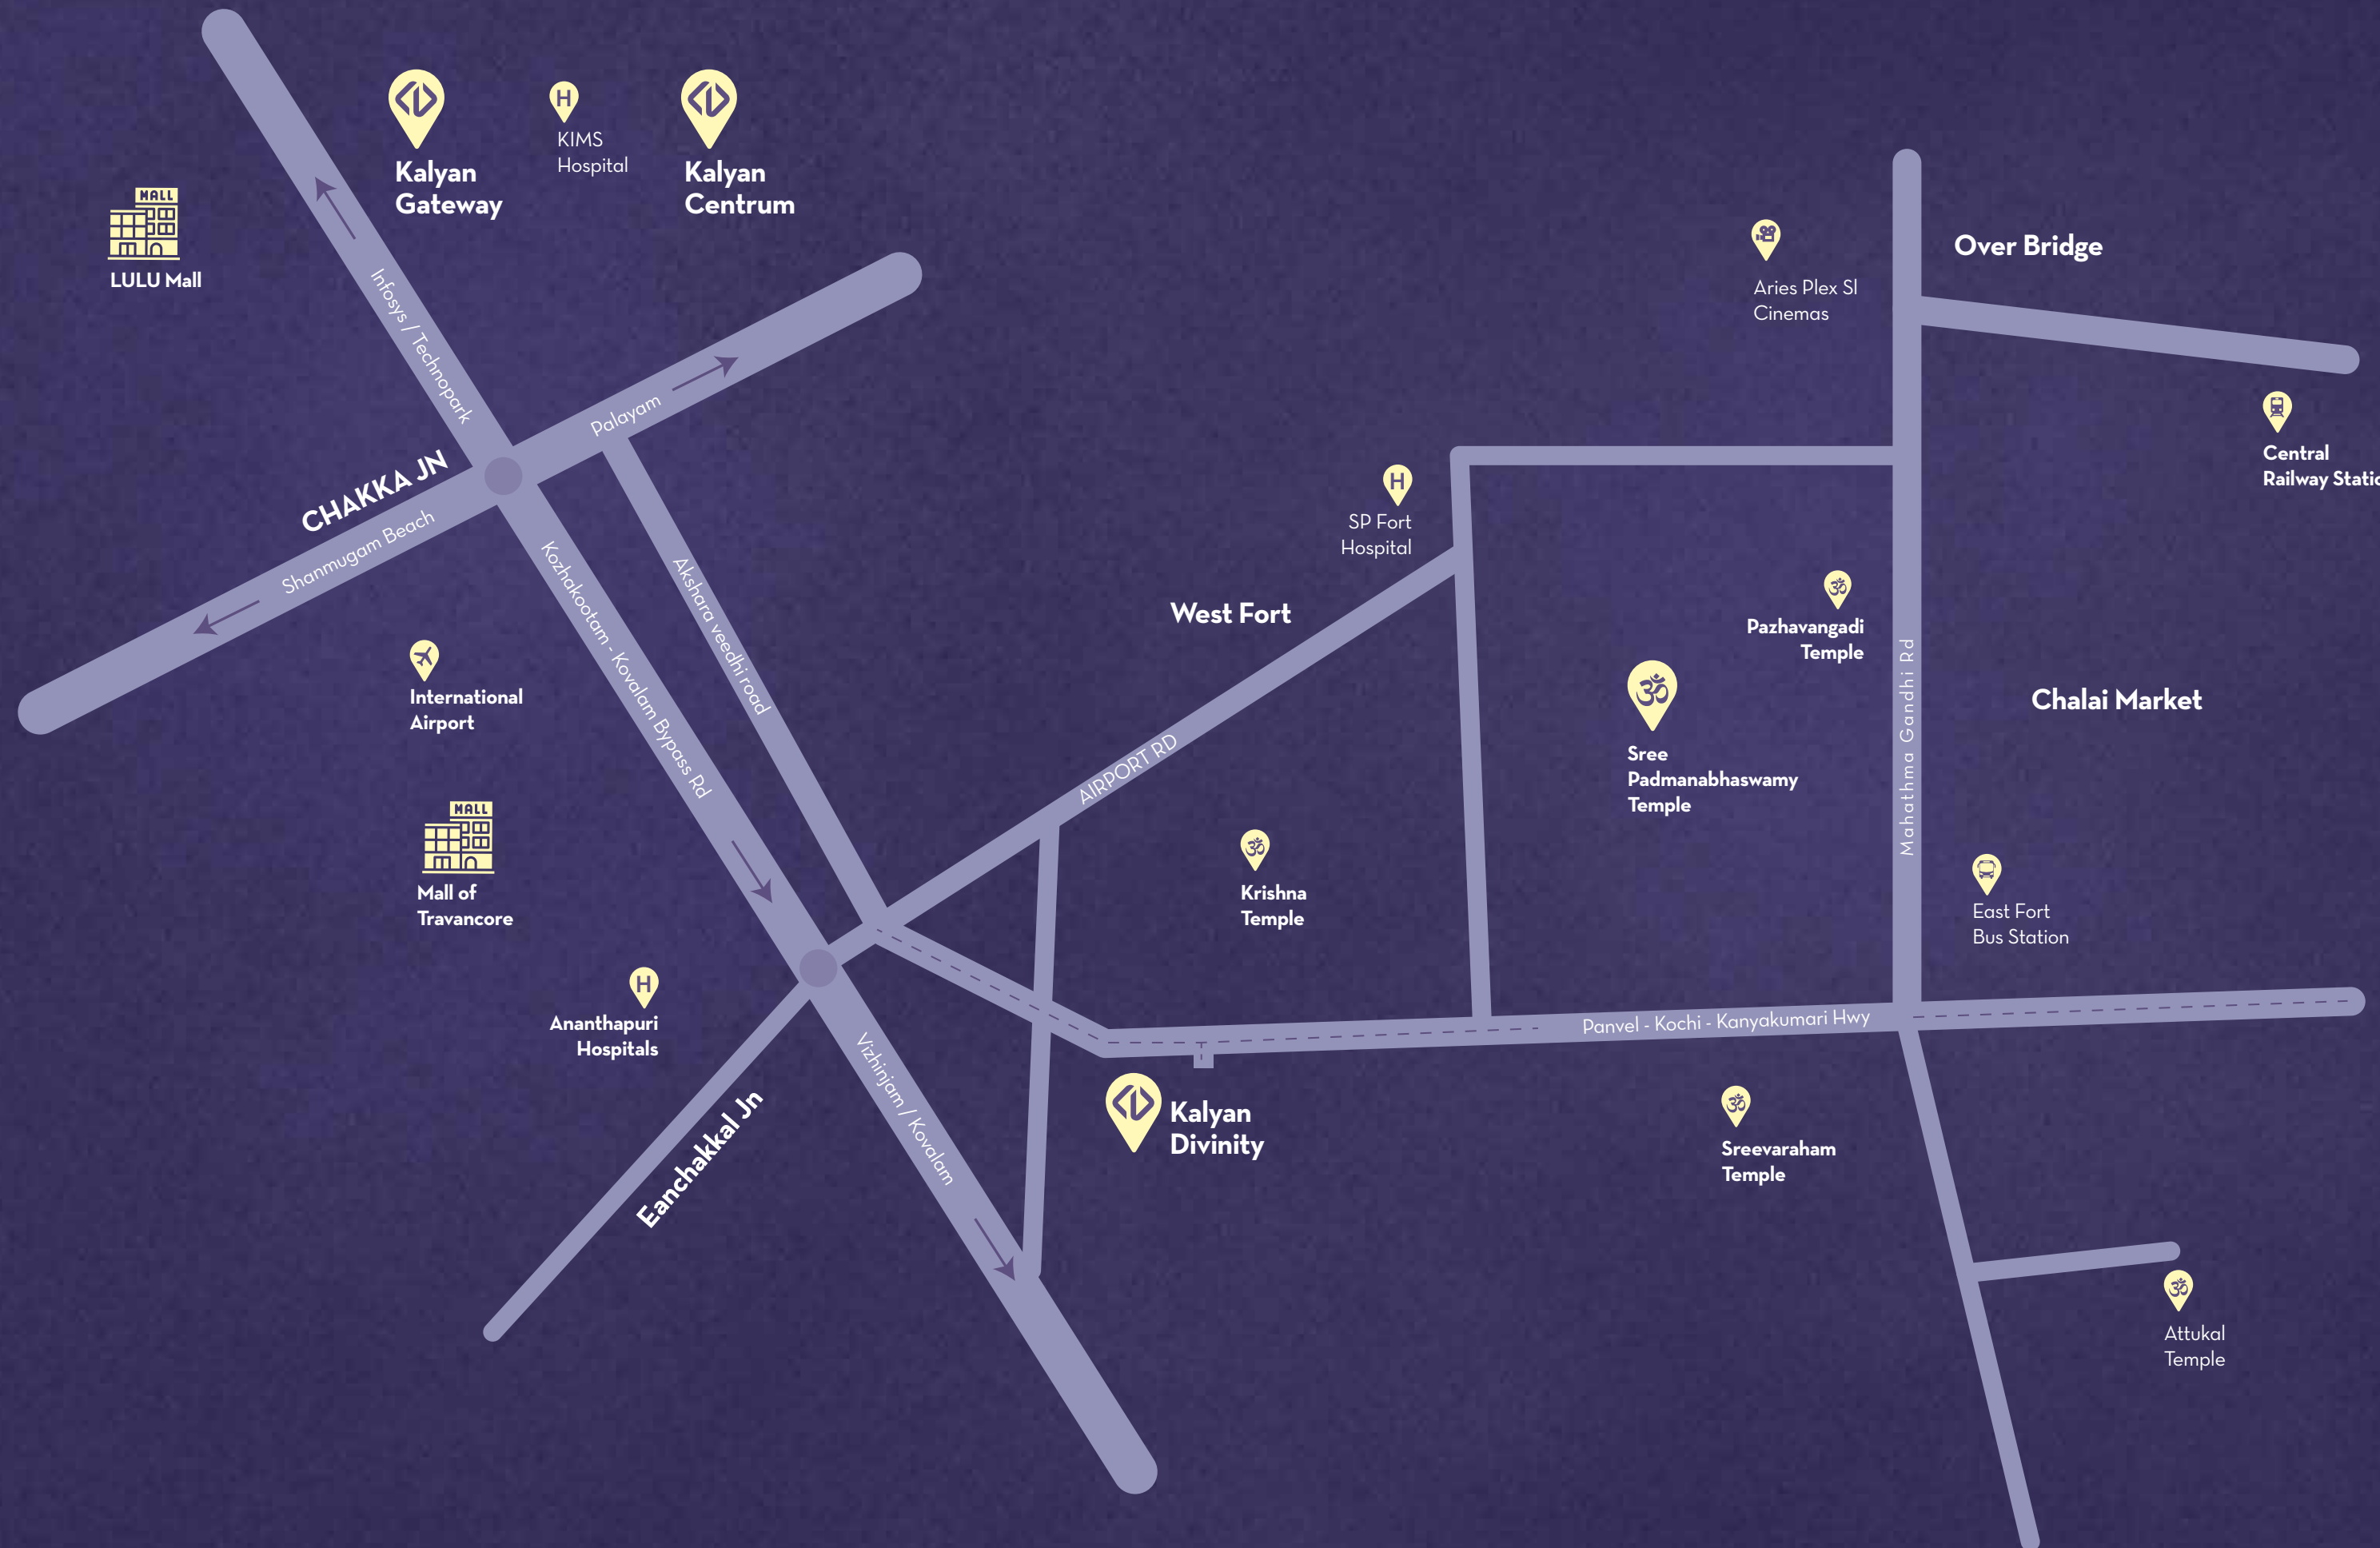 Kalyan
Gateway
H
KIMS
Hospital
Kalyan
Centrum
MALL
LULU Mall
Infosys / Technopark
Palayam
CHAKKA JN
Shanmugam Beach
Kozhakootam - Kovalam Bypass Rd
Akshara veedhi road
International
Airport
MALL
Mall of
Travancore
H
Ananthapuri
Hospitals
Eanchakkal Jn
Vizhinjam / Kovalam
AIRPORT RD
West Fort
H
SP Fort
Hospital
ॐ
Krishna
Temple
Kalyan
Divinity
Aries Plex Sl
Cinemas
Over Bridge
Central
ॐ
Pazhavangadi
Temple
ॐ
Sree
Padmanabhaswamy
Temple
Mahathma Gandhi Rd
Chalai Market
East Fort
Bus Station
Panvel - Kochi - Kanyakumari Hwy
ॐ
Sreevaraham
Temple
ॐ
Attukal
Temple
Railway Static